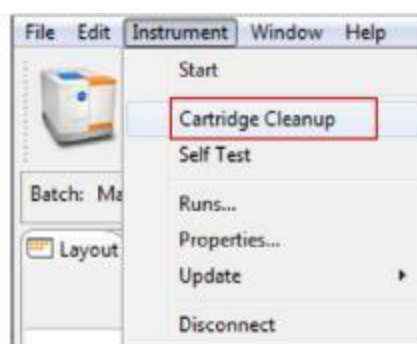 File Edit Instrument Window Help
Start
Cartridge Cleanup
Self Test
Batch: Ma
Runs...
Layout
Properties...
Update
Disconnect